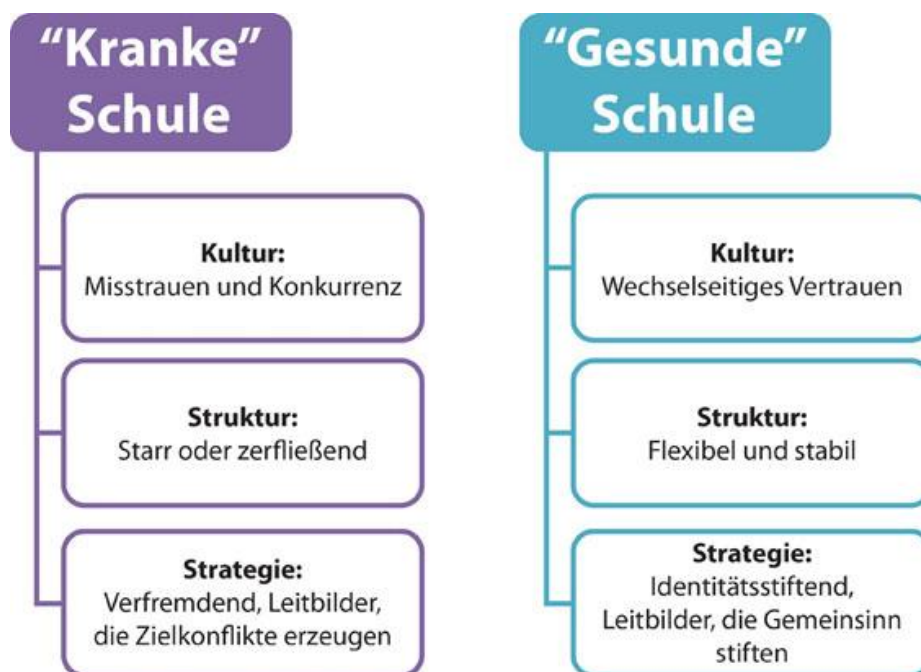 “Kranke”
Schule
Kultur:
Misstrauen und Konkurrenz
Struktur:
Starr oder zerfließend
Strategie:
Verfremdend, Leitbilder,
die Zielkonflikte erzeugen
“Gesunde”
Schule
Kultur:
Wechselseitiges Vertrauen
Struktur:
Flexibel und stabil
Strategie:
Identitätsstiftend,
Leitbilder, die Gemeinsinn
stiften